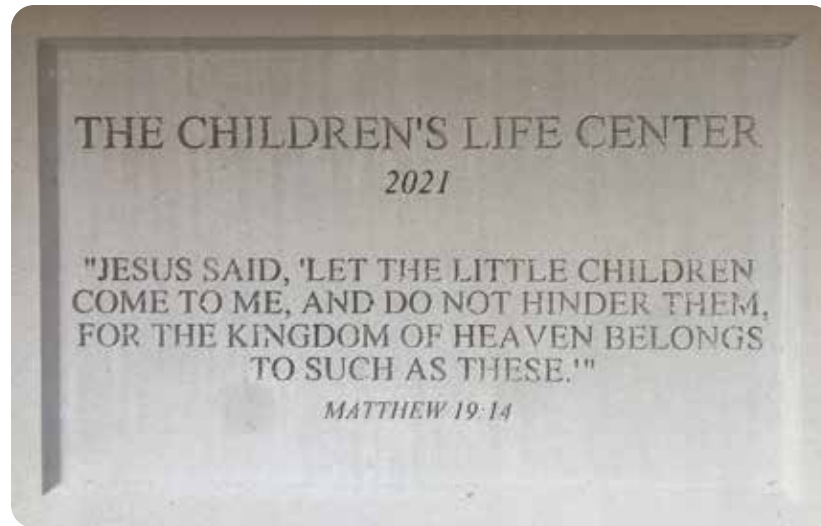 THE CHILDREN'S LIFE CENTER
2021
"JESUS SAID, 'LET THE LITTLE CHILDREN
COME TO ME, AND DO NOT HINDER THEM,
FOR THE KINGDOM OF HEAVEN BELONGS
TO SUCH AS THESE.'"
MATTHEW 19:14